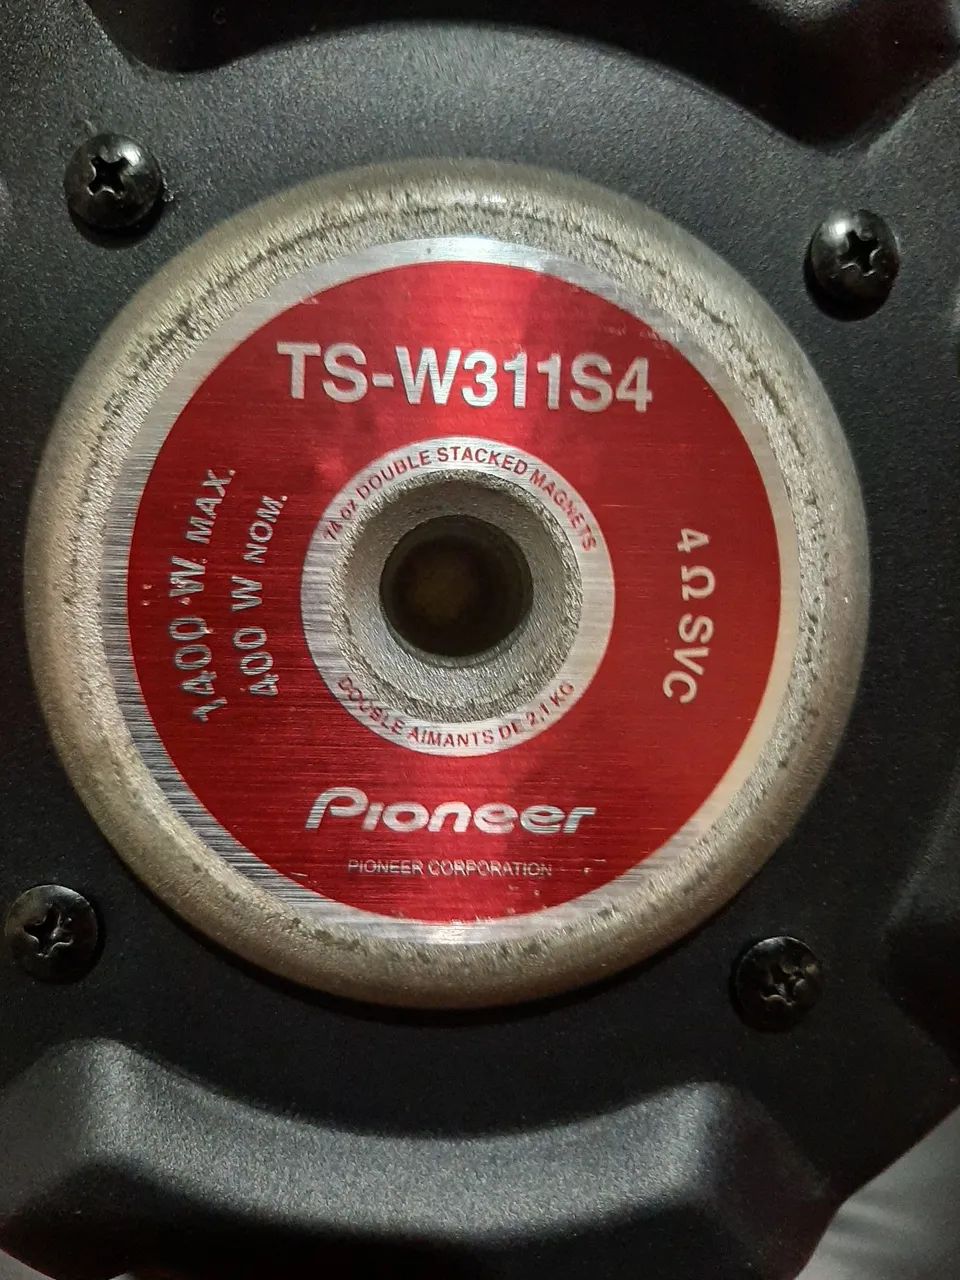 TS-W311S4
74 oz DOUBLE STACKED MAGNETS
1400 W MAX.
400 W NOM.
4 Ω SVC
DOUBLE AIMANTS DE 2,1 KG
Pioneer
PIONEER CORPORATION